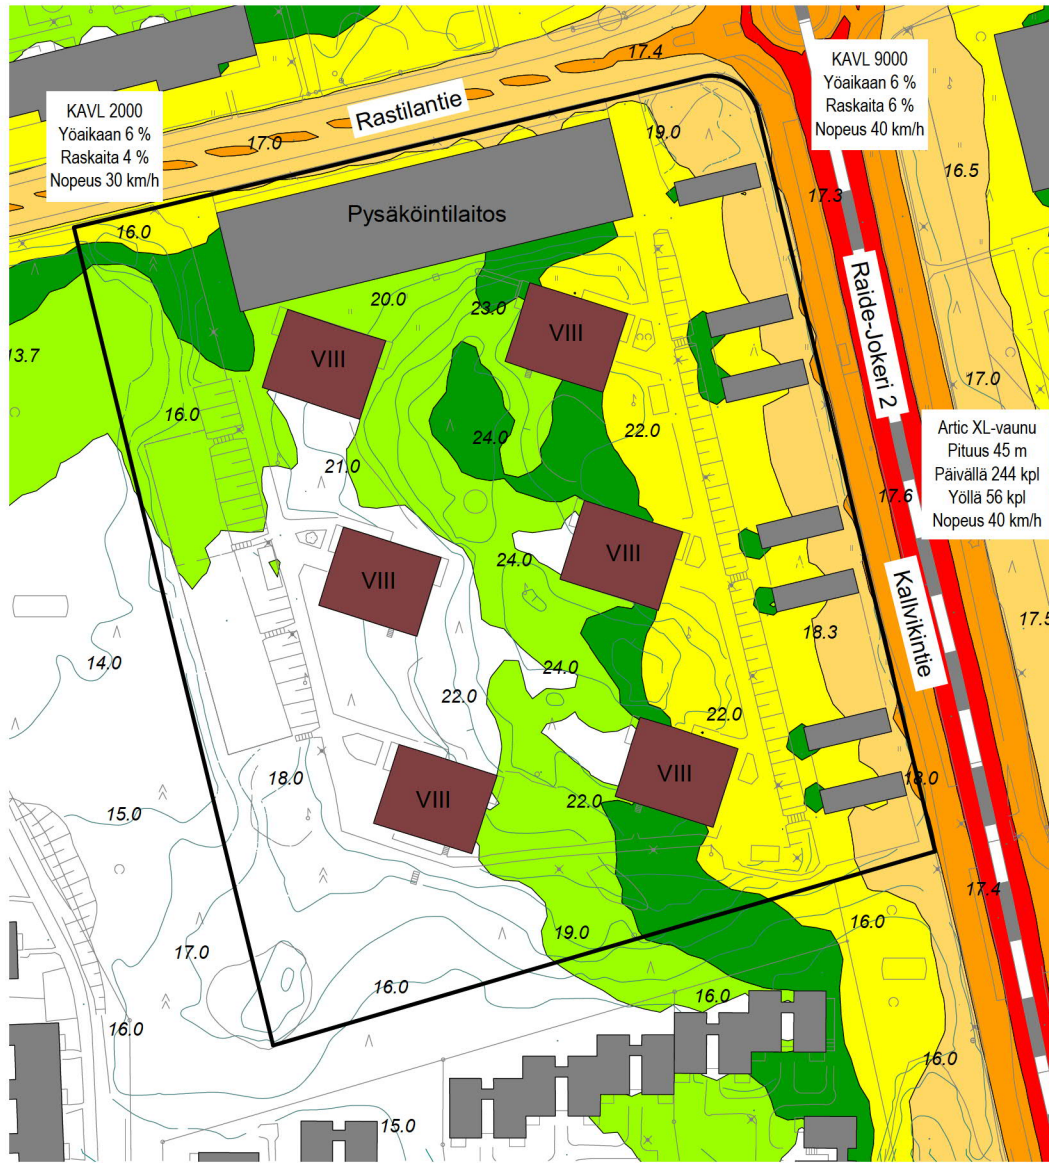 17.4
KAVL 9000
Yöaikaan 6 %
Raskaita 6 %
Nopeus 40 km/h
KAVL 2000
Yöaikaan 6 %
Raskaita 4 %
Nopeus 30 km/h
Rastilantie
17.0
19.0
16.5
17.3
Pysäköintilaitos
16.0
Raide-Jokeri 2
20.0
23.0
VIII
VIII
13.7
17.0
16.0
22.0
24.0
21.0
Artic XL-vaunu
Pituus 45 m
Päivällä 244 kpl
Yöllä 56 kpl
Nopeus 40 km/h
17.6
VIII
24.0
VIII
Kallvikintie
17.5
18.3
14.0
24.0
22.0
22.0
VIII
18.0
18.0
VIII
22.0
15.0
17.4
16.0
19.0
17.0
16.0
16.0
16.0
16.0
15.0